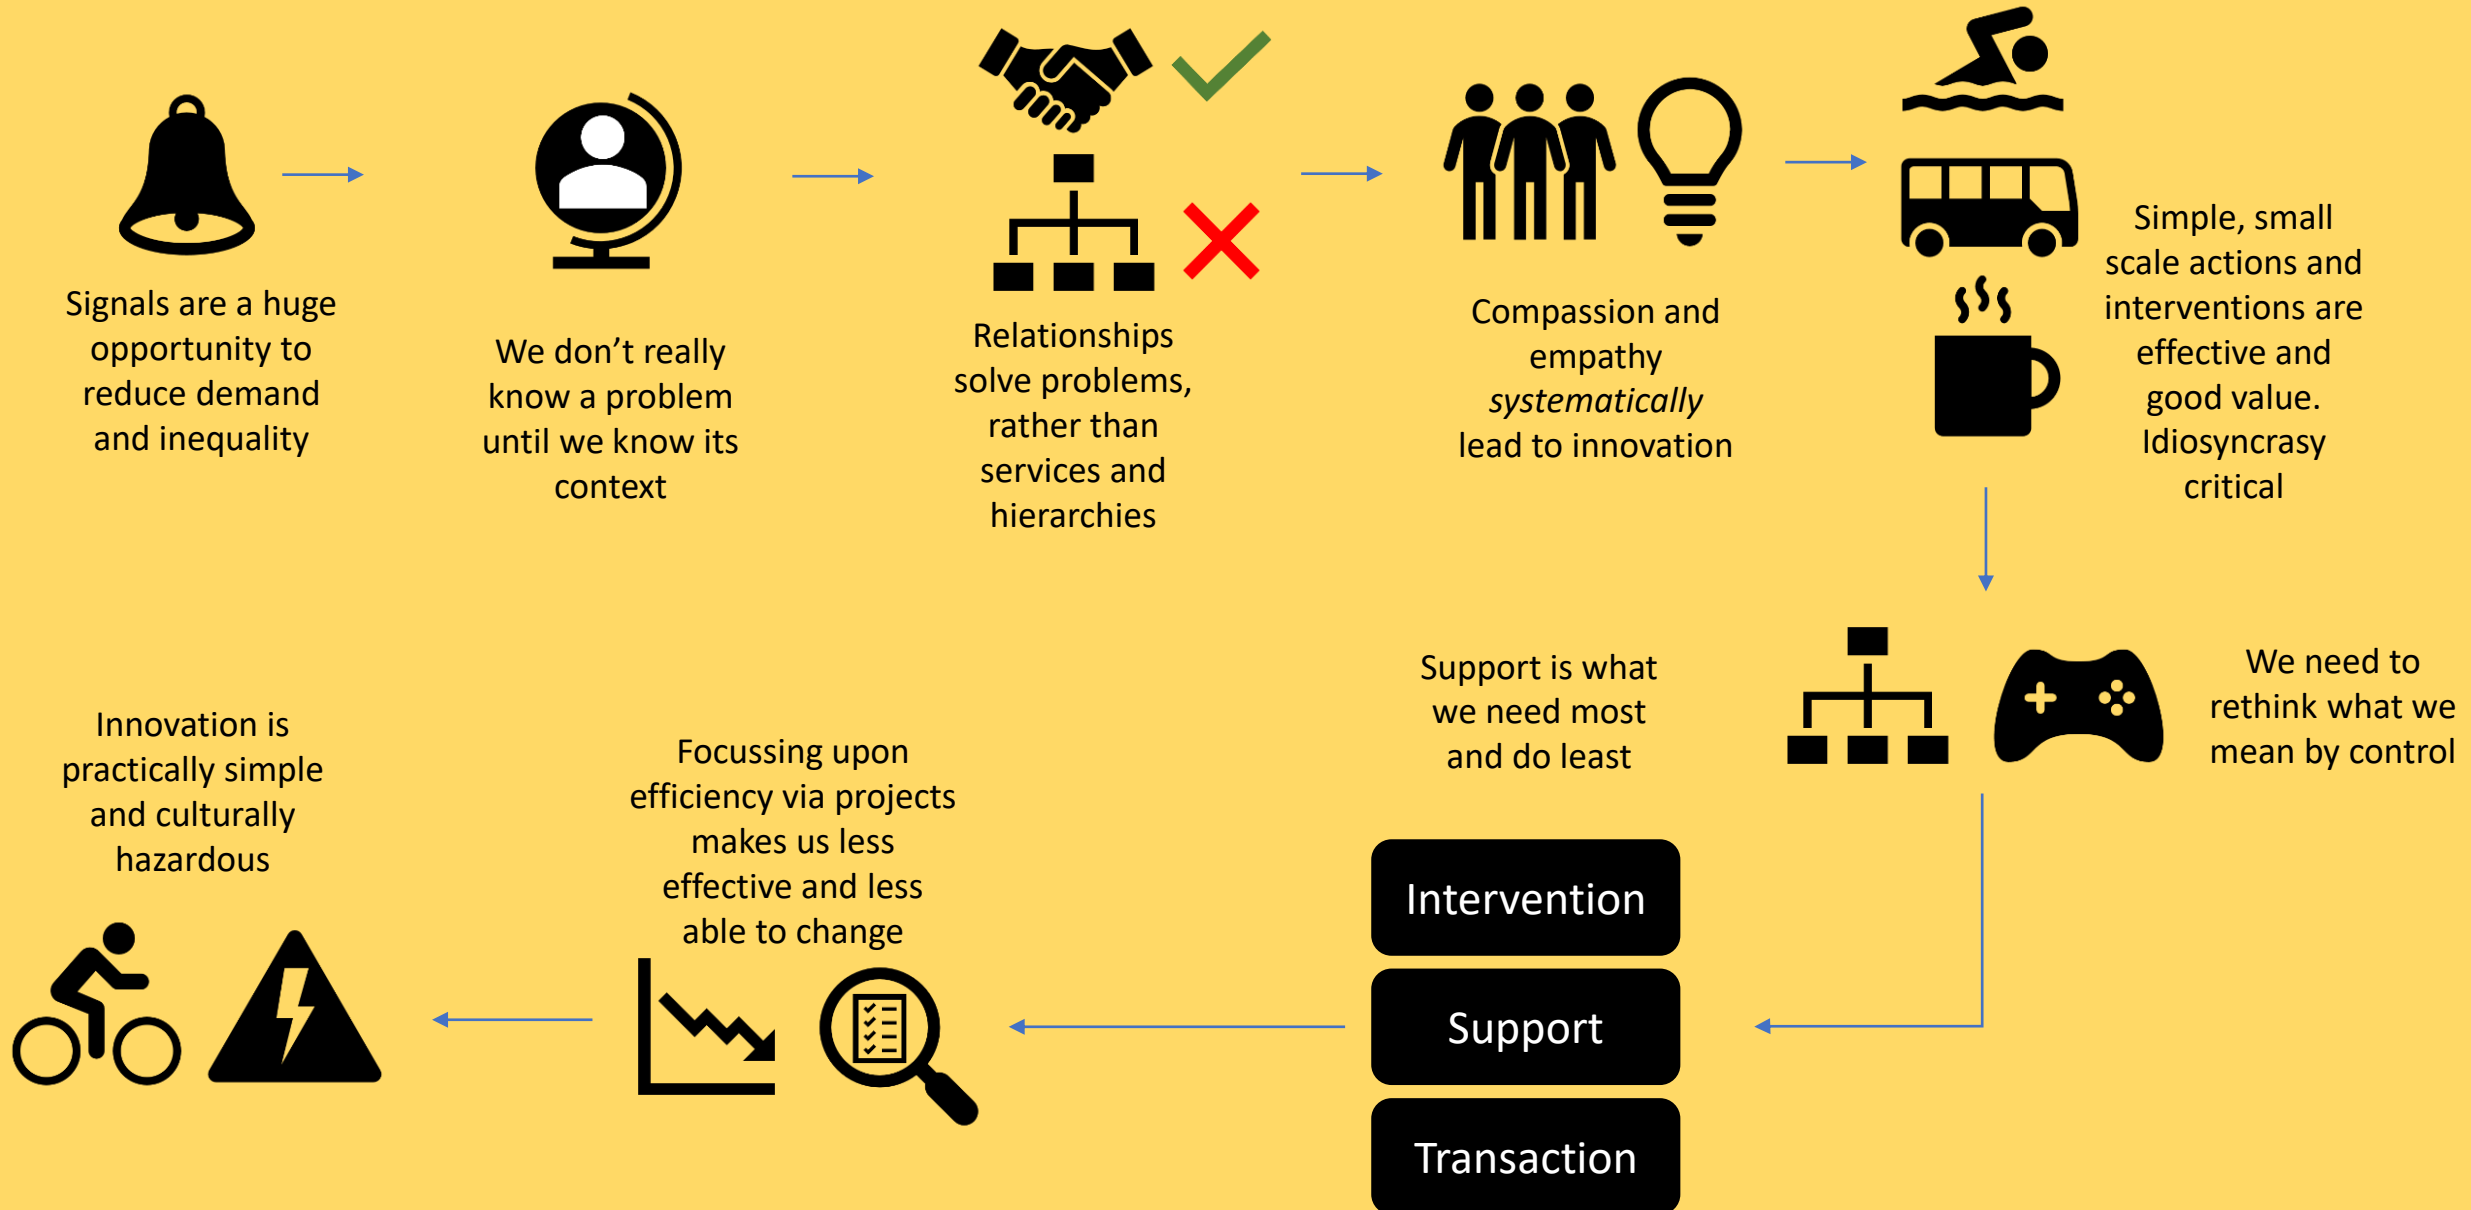 Signals are a huge
opportunity to
reduce demand
and inequality
We don’t really
know a problem
until we know its
context
Relationships
solve problems,
rather than
services and
hierarchies
Compassion and
empathy
systematically
lead to innovation
Simple, small
scale actions and
interventions are
effective and
good value.
Idiosyncrasy
critical
We need to
rethink what we
mean by control
Support is what
we need most
and do least
Intervention
Support
Transaction
Focussing upon
efficiency via projects
makes us less
effective and less
able to change
Innovation is
practically simple
and culturally
hazardous